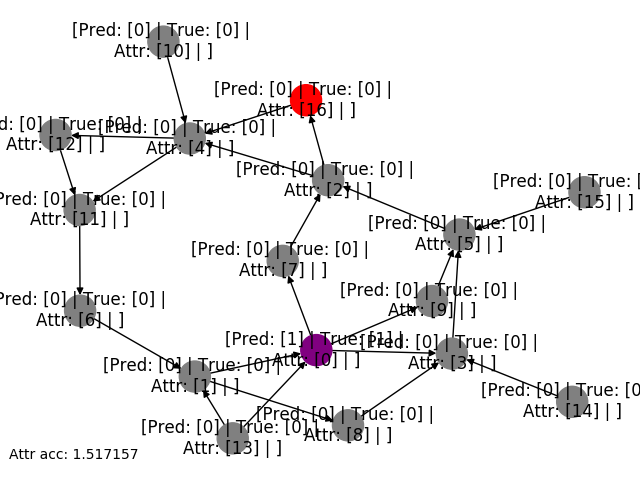 [Pred: [0] | True: [0] |
Attr: [10] | ]
[Pred: [0] | True: [0] |
Attr: [16] | ]
d: [0] | True: [0] |
Attr: [12] | ]
[Pred: [0] | True: [0] |
Attr: [4] | ]
[Pred: [0] | True: [0] |
Attr: [2] | ]
[Pred: [0] | True: [
Attr: [15] | ]
Pred: [0] | True: [0] |
Attr: [11] | ]
[Pred: [0] | True: [0] |
Attr: [5] | ]
[Pred: [0] | True: [0] |
Attr: [7] | ]
[Pred: [0] | True: [0] |
Attr: [9] | ]
Pred: [0] | True: [0] |
Attr: [6] | ]
[Pred: [1] | True: [1] |
Attr: [0] | ]
[Pred: [0] | True: [0] |
Attr: [3] | ]
[Pred: [0] | True: [0] |
Attr: [1] | ]
[Pred: [0] | True: [0
Attr: [14] | ]
[Pred: [0] | True: [0] |
Attr: [8] | ]
[Pred: [0] | True: [0] |
Attr: [13] | ]
Attr acc: 1.517157